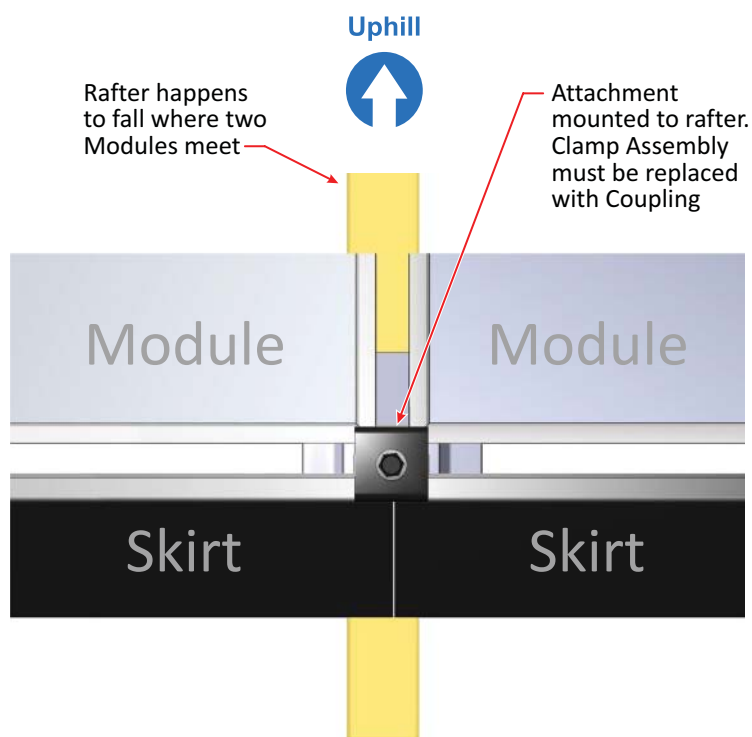 Uphill
Rafter happens
to fall where two
Modules meet
Attachment
mounted to rafter.
Clamp Assembly
must be replaced
with Coupling
Module
Module
Skirt
Skirt